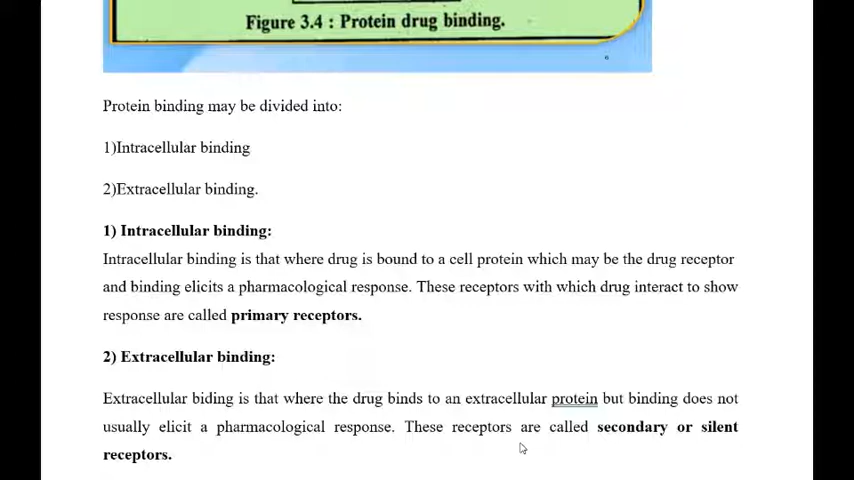 Figure 3.4 : Protein drug binding.
6
Protein binding may be divided into:
1)Intracellular binding
2)Extracellular binding.
1) Intracellular binding:
Intracellular binding is that where drug is bound to a cell protein which may be the drug receptor
and binding elicits a pharmacological response. These receptors with which drug interact to show
response are called primary receptors.
2) Extracellular binding:
Extracellular biding is that where the drug binds to an extracellular protein but binding does not
usually elicit a pharmacological response. These receptors are called secondary or silent
receptors.